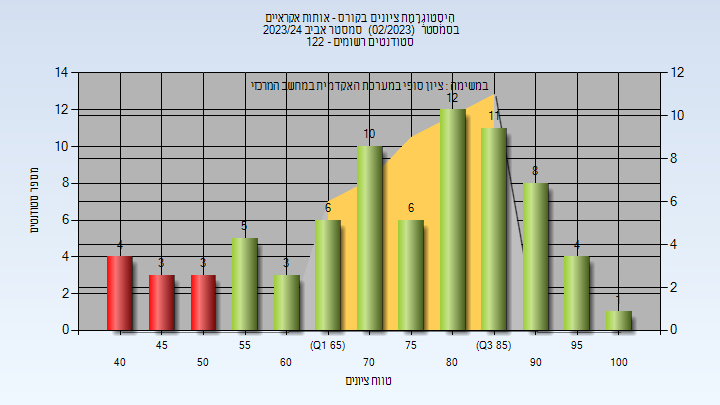 היסטוגרמת ציונים בקורס - אותות אקראיים
בסמסטר (02/2023) סמסטר אביב 2023/24
סטודנטים רשומים - 122
במשימה : ציון סופי במערכת האקדמית במחשב המרכזי
מספר סטודנטים
14 12 10 8 6 4 2 0
12 10 8 6 4 2 0
4 3 3 5 3 6 10 6 12 11 8 4 1
45 55 (Q1 65) 75 (Q3 85) 95
40 50 60 70 80 90 100
טווח ציונים